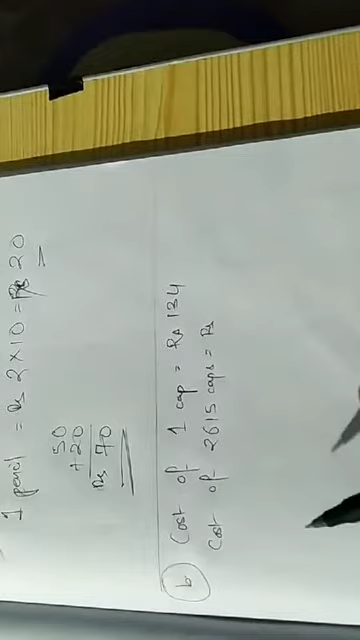 1 pencil = Rs 2 × 10 = Rs 20
50
+20
Rs 70
b Cost of 1 cap = Rs 134
Cost of 2615 caps = Rs